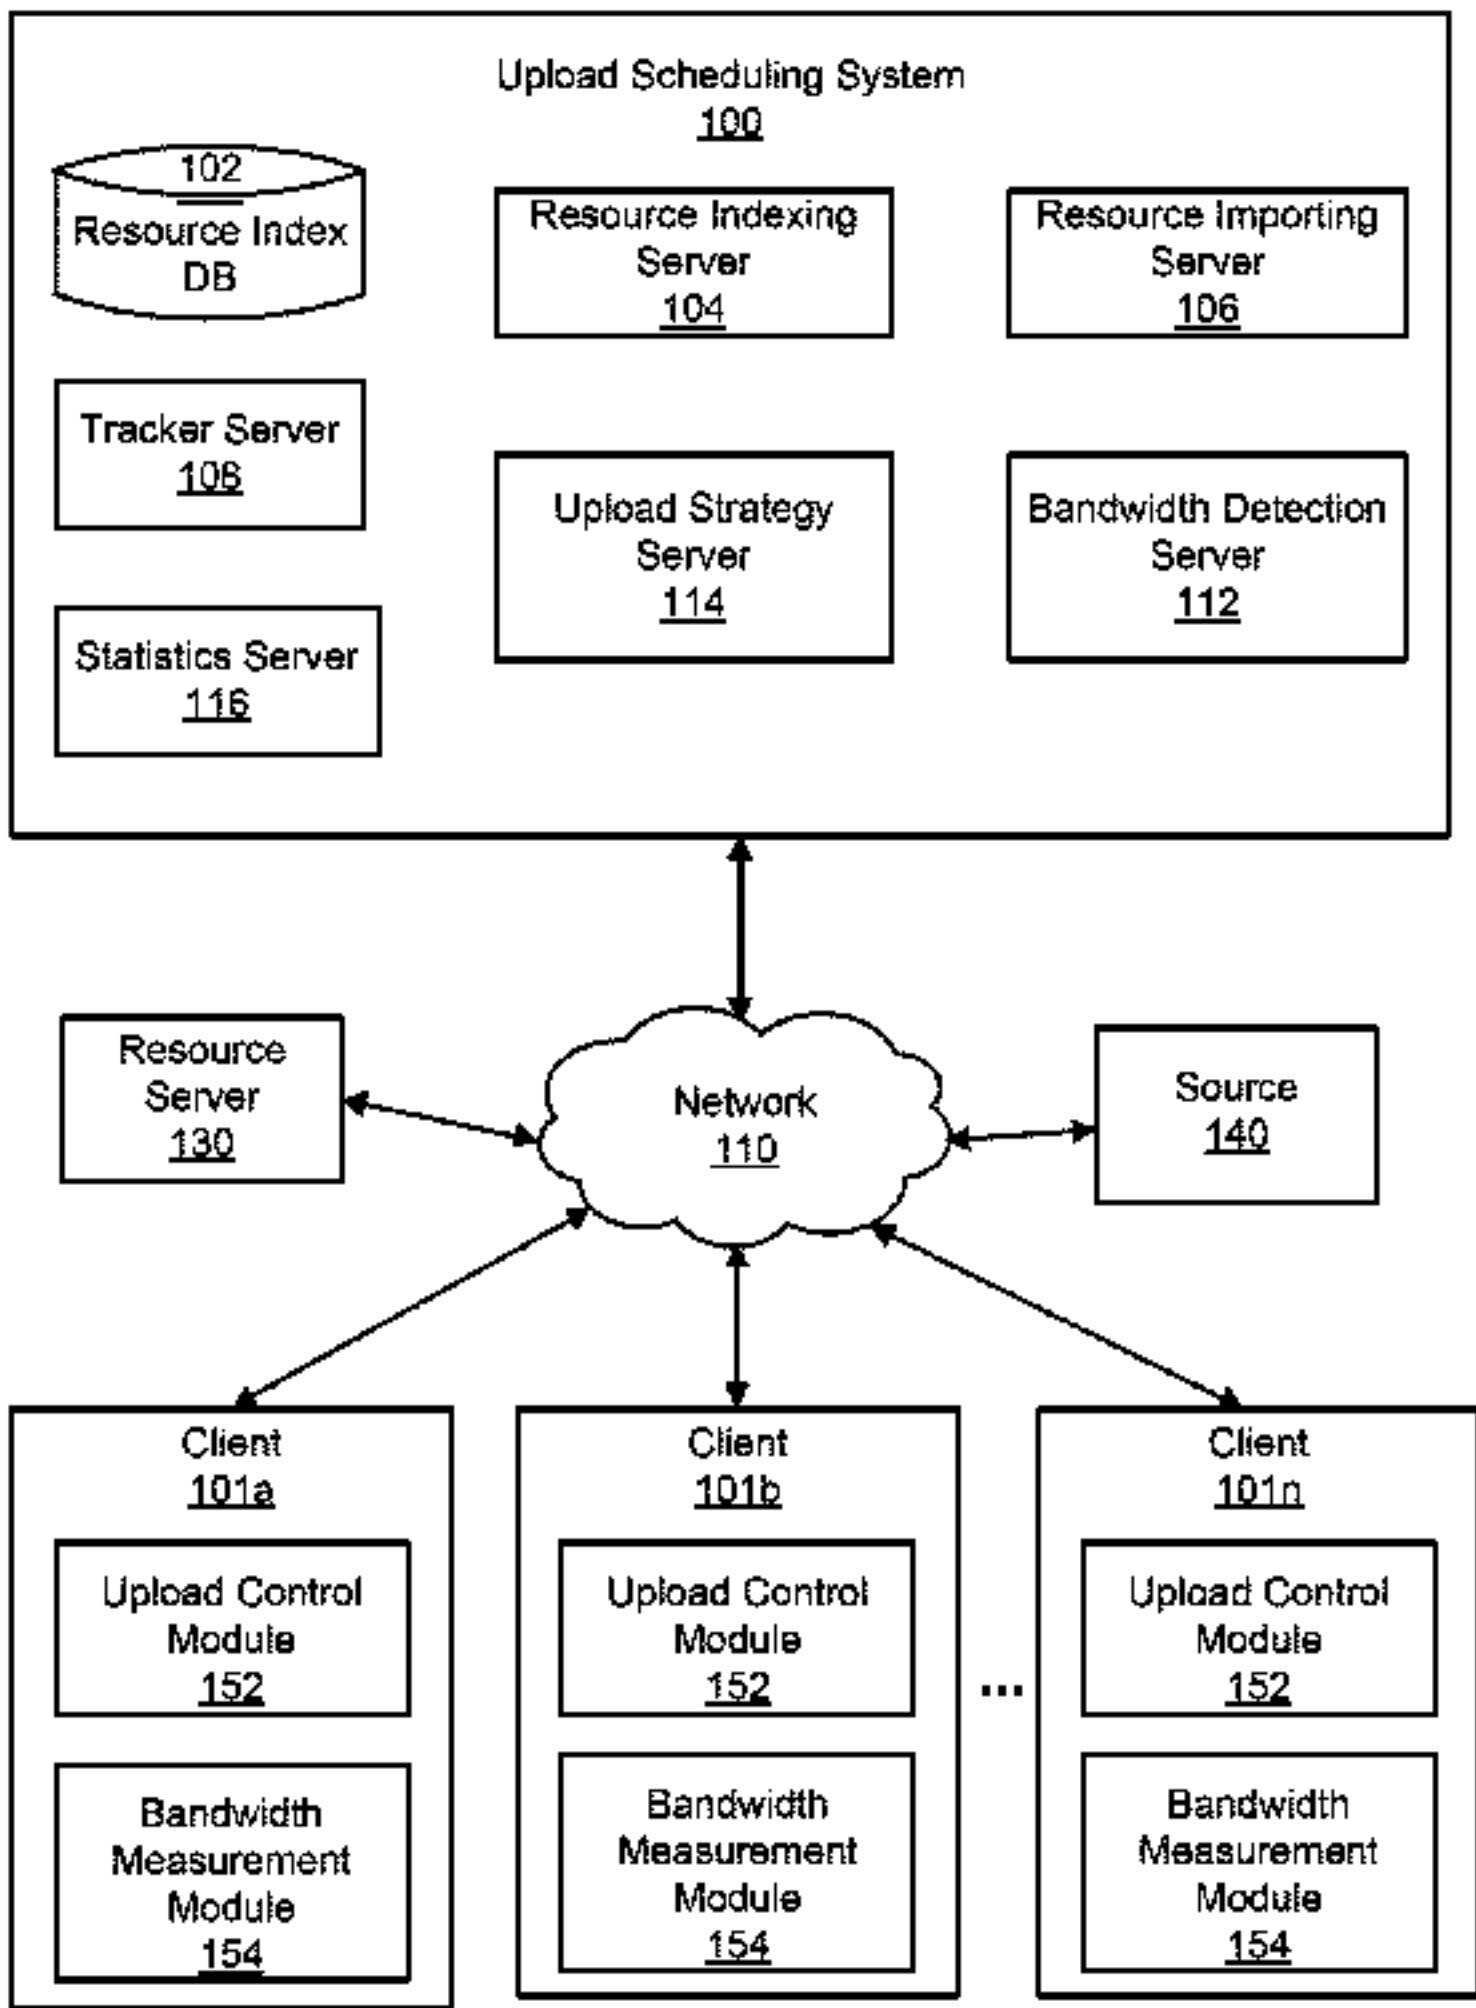 Upload Scheduling System
100
102
Resource Index
DB
Resource Indexing
Server
104
Resource Importing
Server
106
Tracker Server
108
Upload Strategy
Server
114
Bandwidth Detection
Server
112
Statistics Server
116
Resource
Server
130
Network
110
Source
140
Client
101a
Upload Control
Module
152
Bandwidth
Measurement
Module
154
Client
101b
Upload Control
Module
152
Bandwidth
Measurement
Module
154
...
Client
101n
Upload Control
Module
152
Bandwidth
Measurement
Module
154